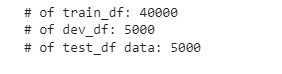 # of train_df: 40000
# of dev_df: 5000
# of test_df data: 5000